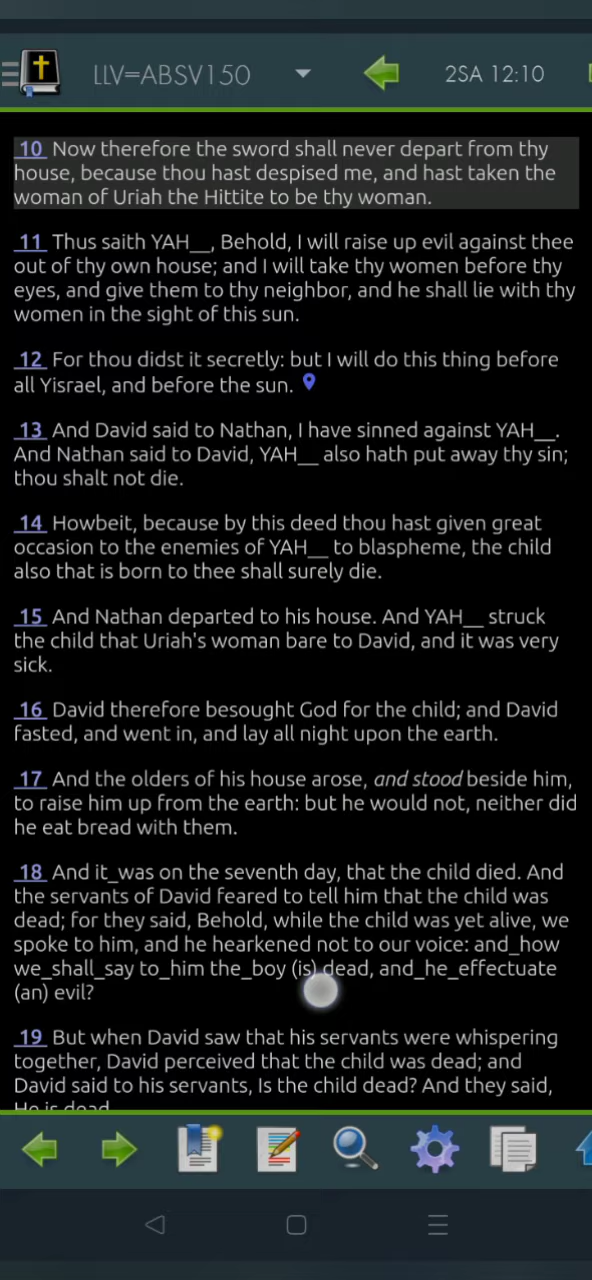 LLV=ABSV150
2SA 12:10
10 Now therefore the sword shall never depart from thy
house, because thou hast despised me, and hast taken the
woman of Uriah the Hittite to be thy woman.
11 Thus saith YAH__, Behold, I will raise up evil against thee
out of thy own house; and I will take thy women before thy
eyes, and give them to thy neighbor, and he shall lie with thy
women in the sight of this sun.
12 For thou didst it secretly: but I will do this thing before
all Yisrael, and before the sun.
13 And David said to Nathan, I have sinned against YAH__.
And Nathan said to David, YAH__ also hath put away thy sin;
thou shalt not die.
14 Howbeit, because by this deed thou hast given great
occasion to the enemies of YAH__ to blaspheme, the child
also that is born to thee shall surely die.
15 And Nathan departed to his house. And YAH__ struck
the child that Uriah's woman bare to David, and it was very
sick.
16 David therefore besought God for the child; and David
fasted, and went in, and lay all night upon the earth.
17 And the olders of his house arose, and stood beside him,
to raise him up from the earth: but he would not, neither did
he eat bread with them.
18 And it_was on the seventh day, that the child died. And
the servants of David feared to tell him that the child was
dead; for they said, Behold, while the child was yet alive, we
spoke to him, and he hearkened not to our voice: and_how
we_shall_say to_him the_boy (is) dead, and_he_effectuate
(an) evil?
19 But when David saw that his servants were whispering
together, David perceived that the child was dead; and
David said to his servants, Is the child dead? And they said,
He is dead